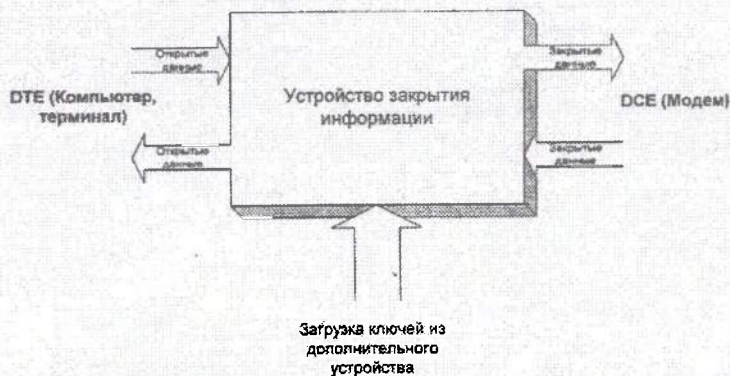 Открытые
данные
Закрытые
данные
DTE (Компьютер,
терминал)
Устройство закрытия
информации
DCE (Модем)
Открытые
данные
Закрытые
данные
Загрузка ключей из
дополнительного
устройства